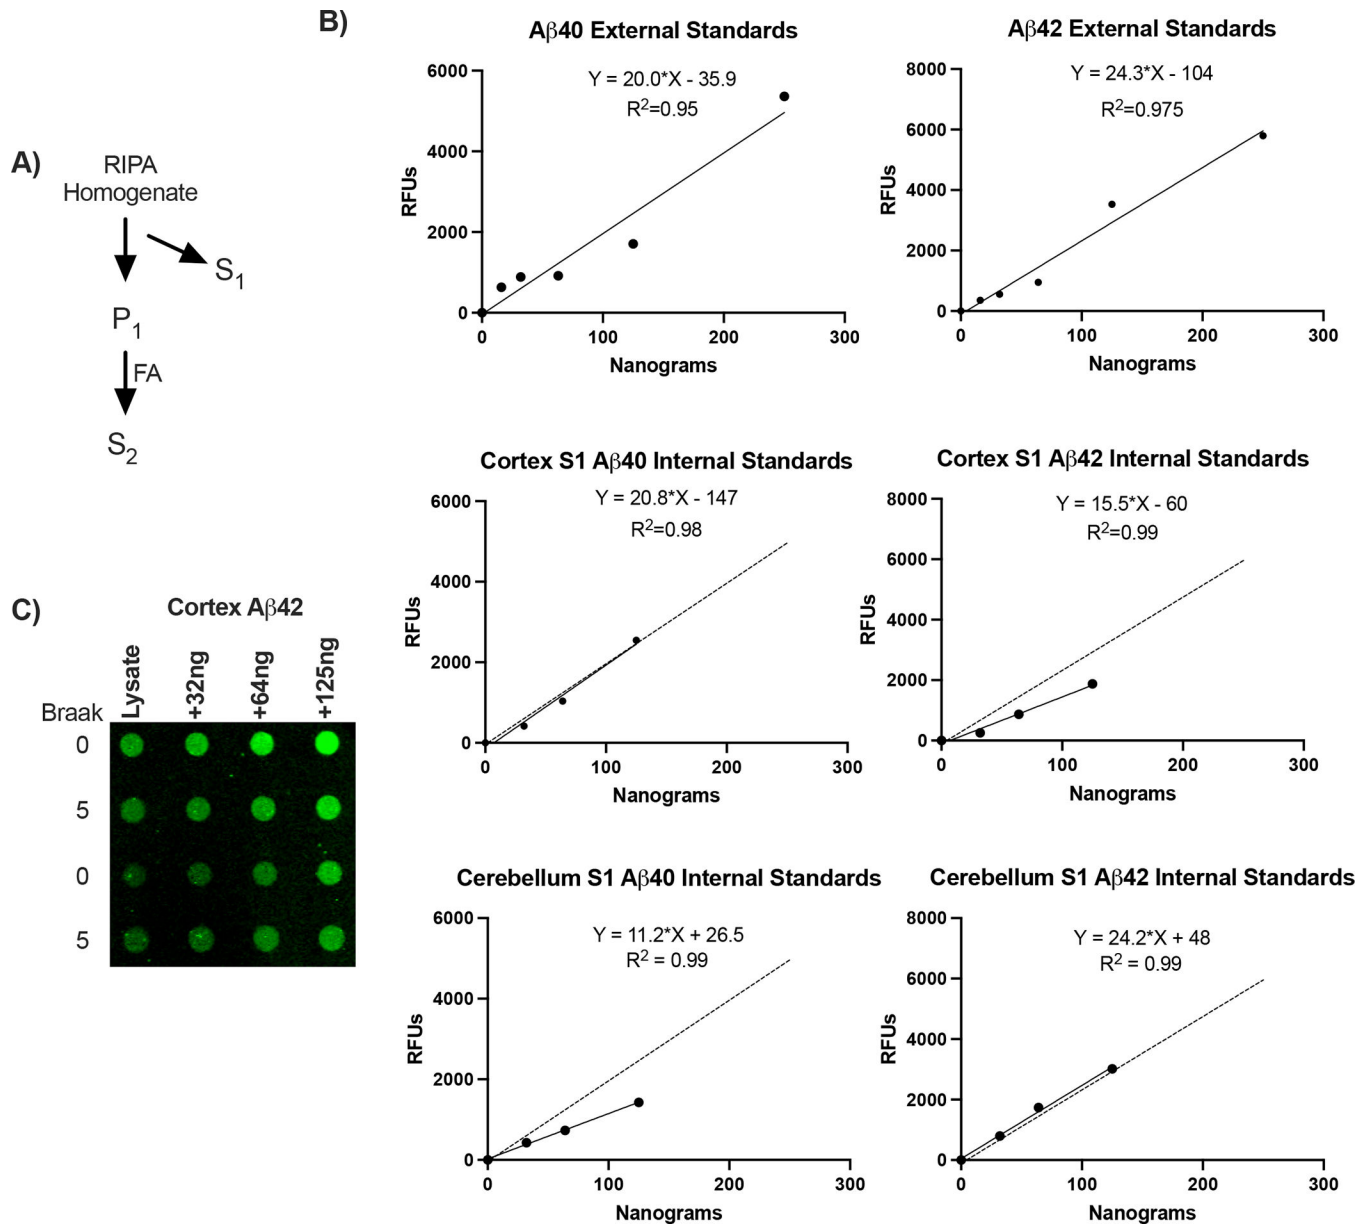 A)
RIPA
Homogenate
S1
P1
FA
S2
B)
Aβ40 External Standards
Y = 20.0*X - 35.9
R2=0.95
6000
4000
2000
0
RFUs
0 100 200 300
Nanograms
Aβ42 External Standards
Y = 24.3*X - 104
R2=0.975
8000
6000
4000
2000
0
RFUs
0 100 200 300
Nanograms
Cortex S1 Aβ40 Internal Standards
Y = 20.8*X - 147
R2=0.98
6000
4000
2000
0
RFUs
0 100 200 300
Nanograms
Cortex S1 Aβ42 Internal Standards
Y = 15.5*X - 60
R2=0.99
8000
6000
4000
2000
0
RFUs
0 100 200 300
Nanograms
Cerebellum S1 Aβ40 Internal Standards
Y = 11.2*X + 26.5
R2 = 0.99
6000
4000
2000
0
RFUs
0 100 200 300
Nanograms
Cerebellum S1 Aβ42 Internal Standards
Y = 24.2*X + 48
R2 = 0.99
8000
6000
4000
2000
0
RFUs
0 100 200 300
Nanograms
C)
Cortex Aβ42
Lysate
+32ng
+64ng
+125ng
Braak
0
5
0
5